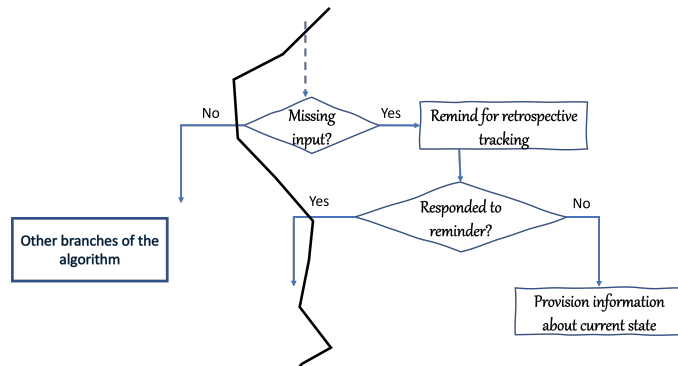 No
Missing
input?
Yes
Remind for retrospective
tracking
Yes
Responded to
reminder?
No
Other branches of the
algorithm
Provision information
about current state